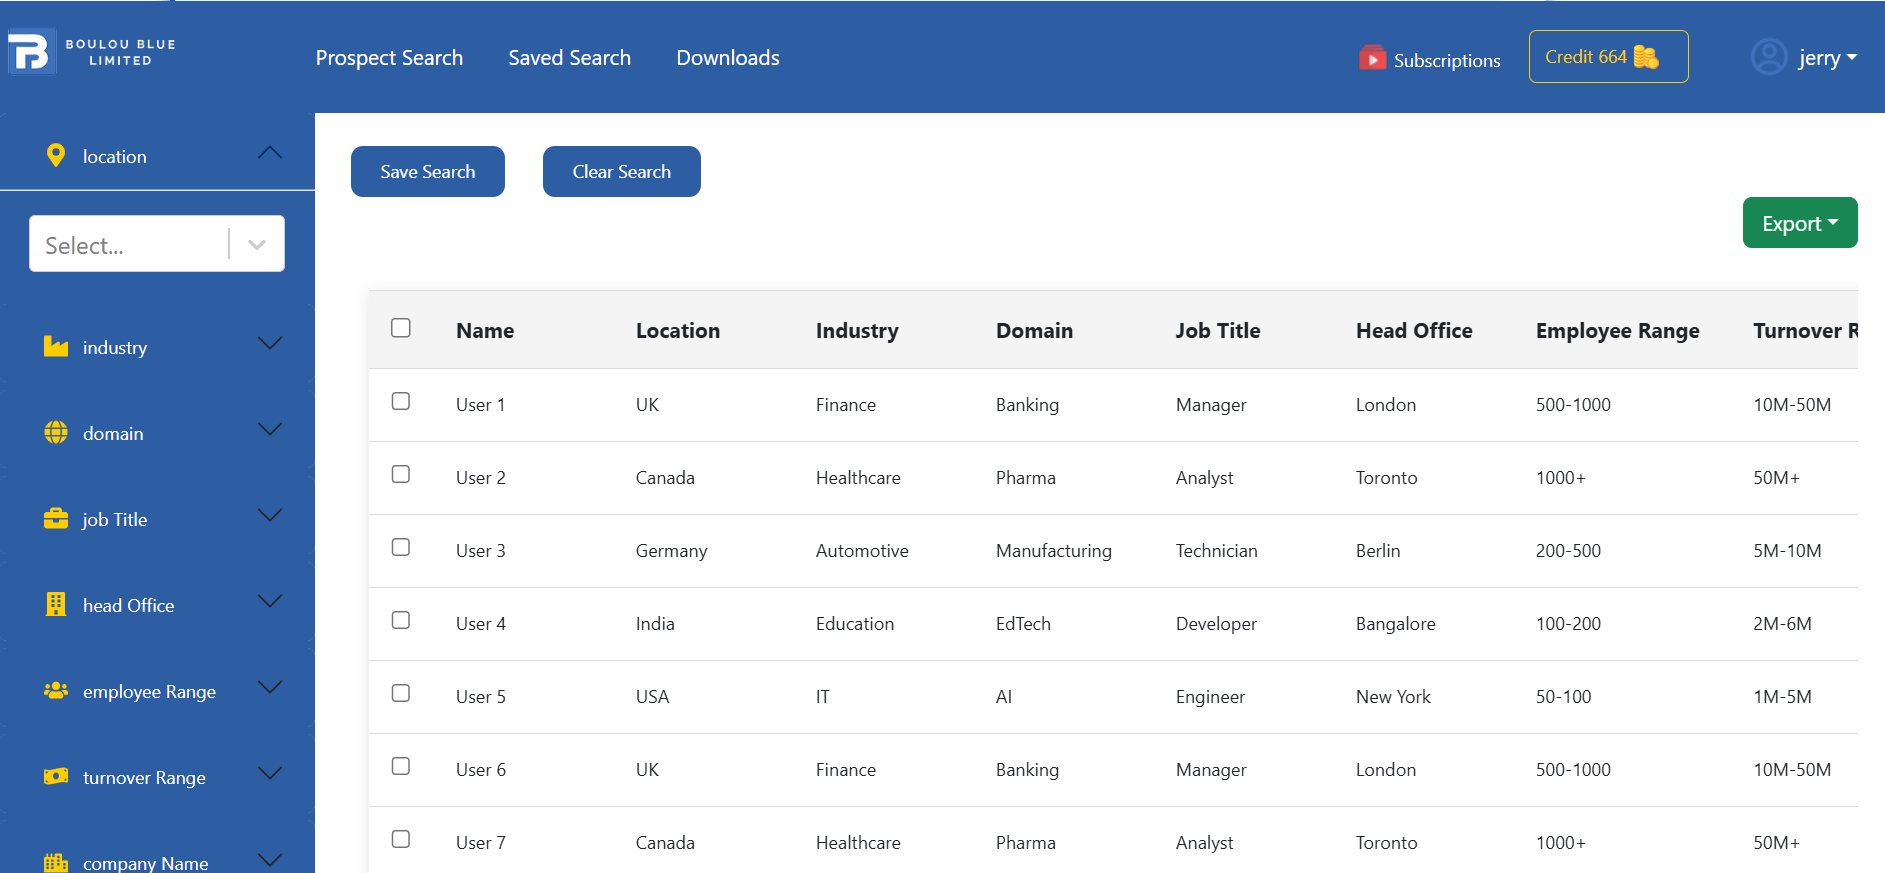 BOULOU BLUE
LIMITED
Prospect Search Saved Search Downloads Subscriptions Credit 664 jerry
location
Select...
industry
domain
job Title
head Office
employee Range
turnover Range
company Name
Save Search Clear Search
Export
Name Location Industry Domain Job Title Head Office Employee Range Turnover R
User 1 UK Finance Banking Manager London 500-1000 10M-50M
User 2 Canada Healthcare Pharma Analyst Toronto 1000+ 50M+
User 3 Germany Automotive Manufacturing Technician Berlin 200-500 5M-10M
User 4 India Education EdTech Developer Bangalore 100-200 2M-6M
User 5 USA IT AI Engineer New York 50-100 1M-5M
User 6 UK Finance Banking Manager London 500-1000 10M-50M
User 7 Canada Healthcare Pharma Analyst Toronto 1000+ 50M+